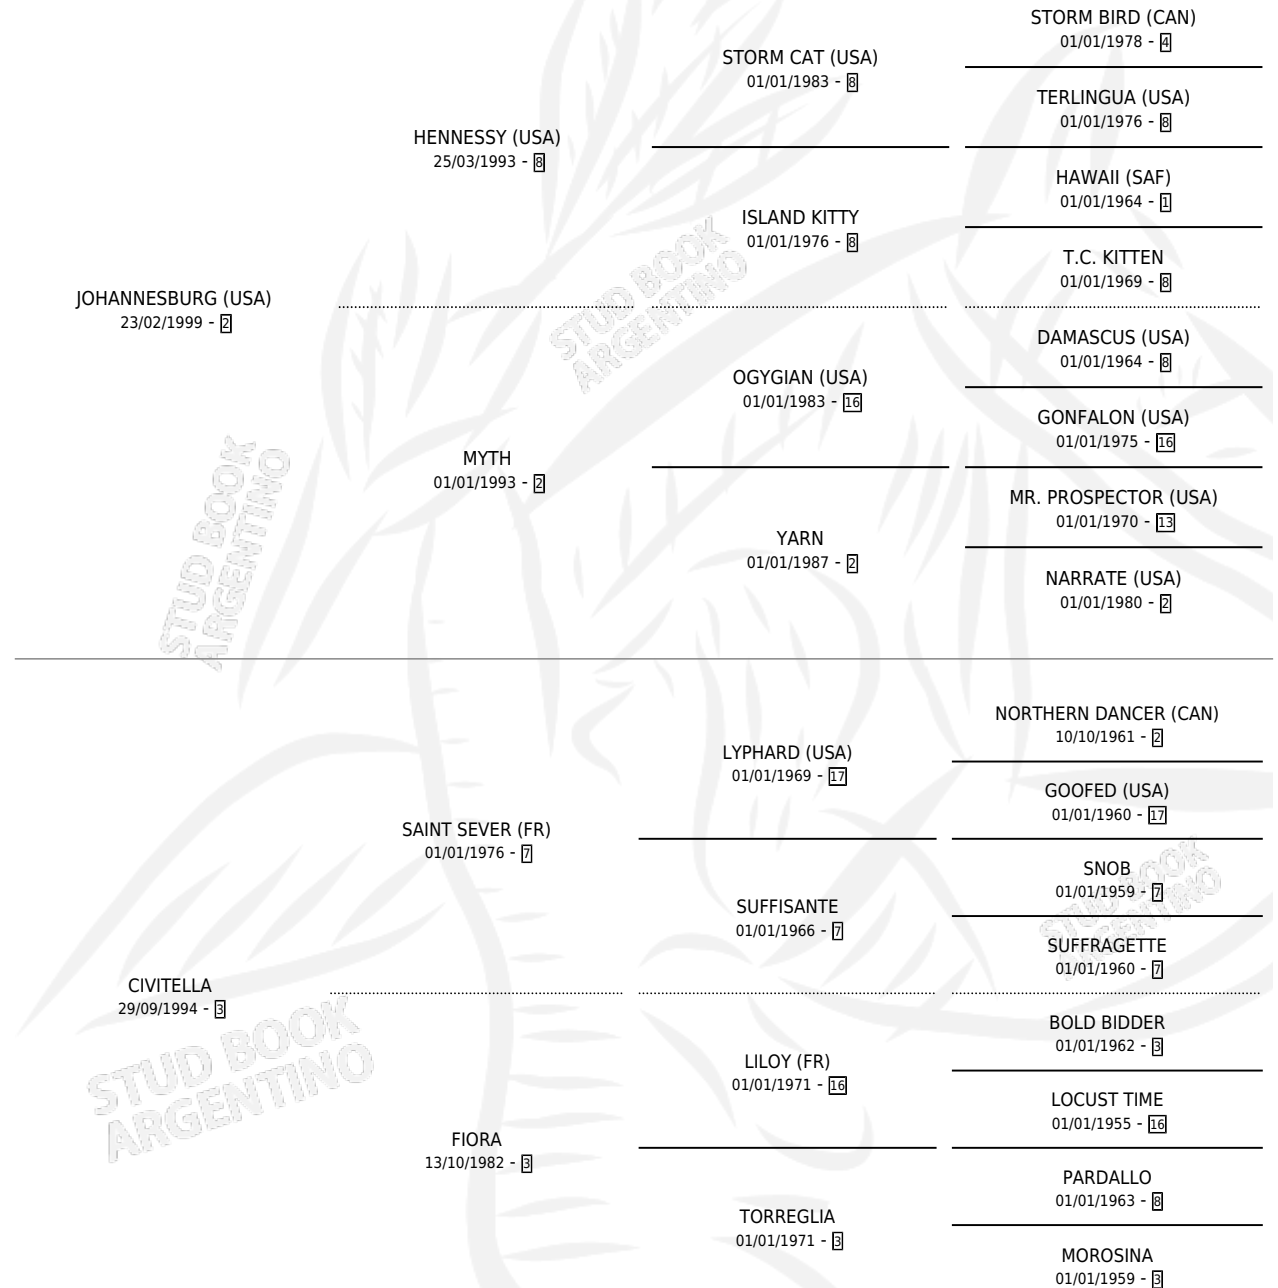 STORM BIRD (CAN)
01/01/1978 - 4
STORM CAT (USA)
01/01/1983 - 8
TERLINGUA (USA)
01/01/1976 - 8
HENNESSY (USA)
25/03/1993 - 8
HAWAII (SAF)
01/01/1964 - 1
ISLAND KITTY
01/01/1976 - 8
T.C. KITTEN
01/01/1969 - 8
JOHANNESBURG (USA)
23/02/1999 - 2
DAMASCUS (USA)
01/01/1964 - 8
OGYGIAN (USA)
01/01/1983 - 16
GONFALON (USA)
01/01/1975 - 16
MYTH
01/01/1993 - 2
MR. PROSPECTOR (USA)
01/01/1970 - 13
YARN
01/01/1987 - 2
NARRATE (USA)
01/01/1980 - 2
NORTHERN DANCER (CAN)
10/10/1961 - 2
LYPHARD (USA)
01/01/1969 - 17
GOOFED (USA)
01/01/1960 - 17
SAINT SEVER (FR)
01/01/1976 - 7
SNOB
01/01/1959 - 7
SUFFISANTE
01/01/1966 - 7
SUFFRAGETTE
01/01/1960 - 7
CIVITELLA
29/09/1994 - 3
BOLD BIDDER
01/01/1962 - 3
LILOY (FR)
01/01/1971 - 16
LOCUST TIME
01/01/1955 - 16
FIORA
13/10/1982 - 3
PARDALLO
01/01/1963 - 8
TORREGLIA
01/01/1971 - 3
MOROSINA
01/01/1959 - 3
STUD BOOK
ARGENTINO
STUD BOOK
ARGENTINO
STUD BOOK
ARGENTINO
STUD BOOK
ARGENTINO